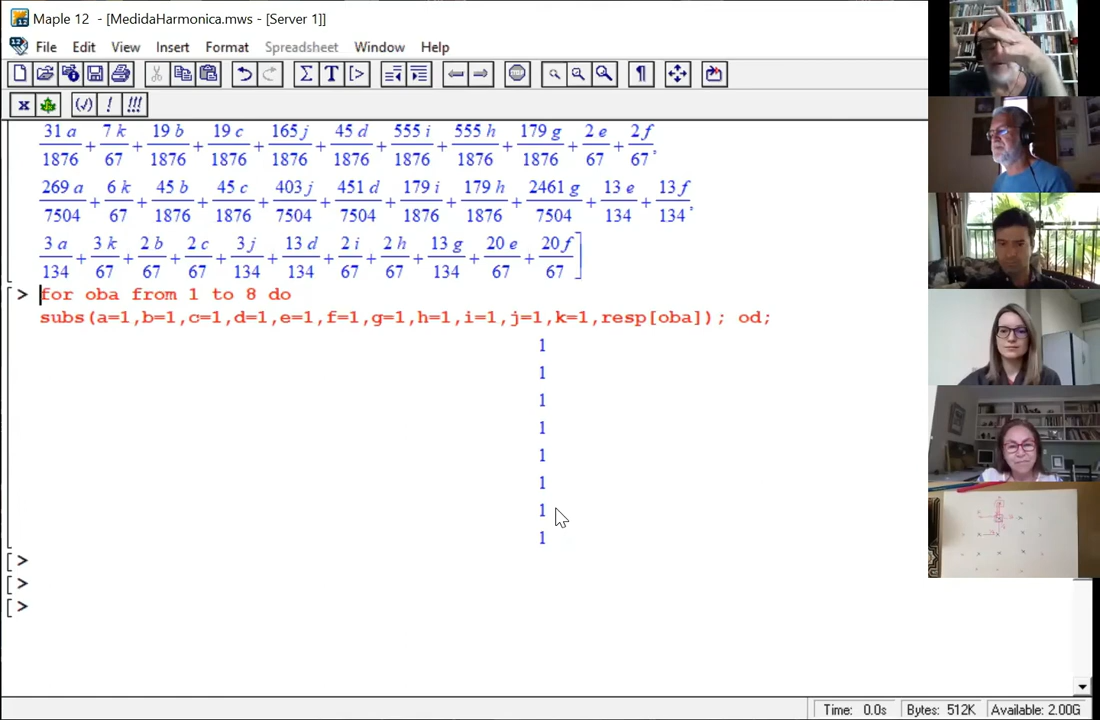 Maple 12 - [MedidaHarmonica.mws - [Server 1]]
File Edit View Insert Format Spreadsheet Window Help
31 a/1876 + 7 k/67 + 19 b/1876 + 19 c/1876 + 165 j/1876 + 45 d/1876 + 555 i/1876 + 555 h/1876 + 179 g/1876 + 2 e/67 + 2 f/67,
269 a/7504 + 6 k/67 + 45 b/1876 + 45 c/1876 + 403 j/7504 + 451 d/7504 + 179 i/1876 + 179 h/1876 + 2461 g/7504 + 13 e/134 + 13 f/134,
3 a/134 + 3 k/67 + 2 b/67 + 2 c/67 + 3 j/134 + 13 d/134 + 2 i/67 + 2 h/67 + 13 g/134 + 20 e/67 + 20 f/67]
[> for oba from 1 to 8 do
subs(a=1,b=1,c=1,d=1,e=1,f=1,g=1,h=1,i=1,j=1,k=1,resp[oba]); od;
1
1
1
1
1
1
1
1
[>
[>
[>
Time: 0.0s Bytes: 512K Available: 2.00G